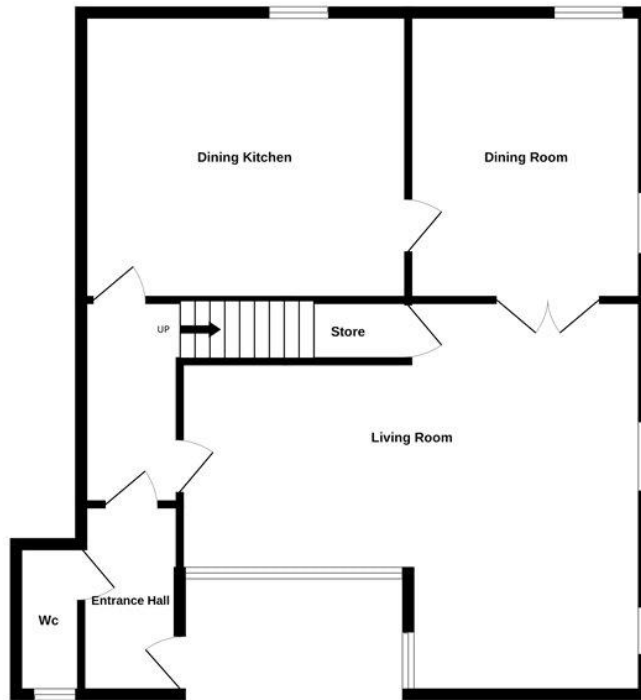 Dining Kitchen
Dining Room
UP
Store
Living Room
Entrance Hall
Wc